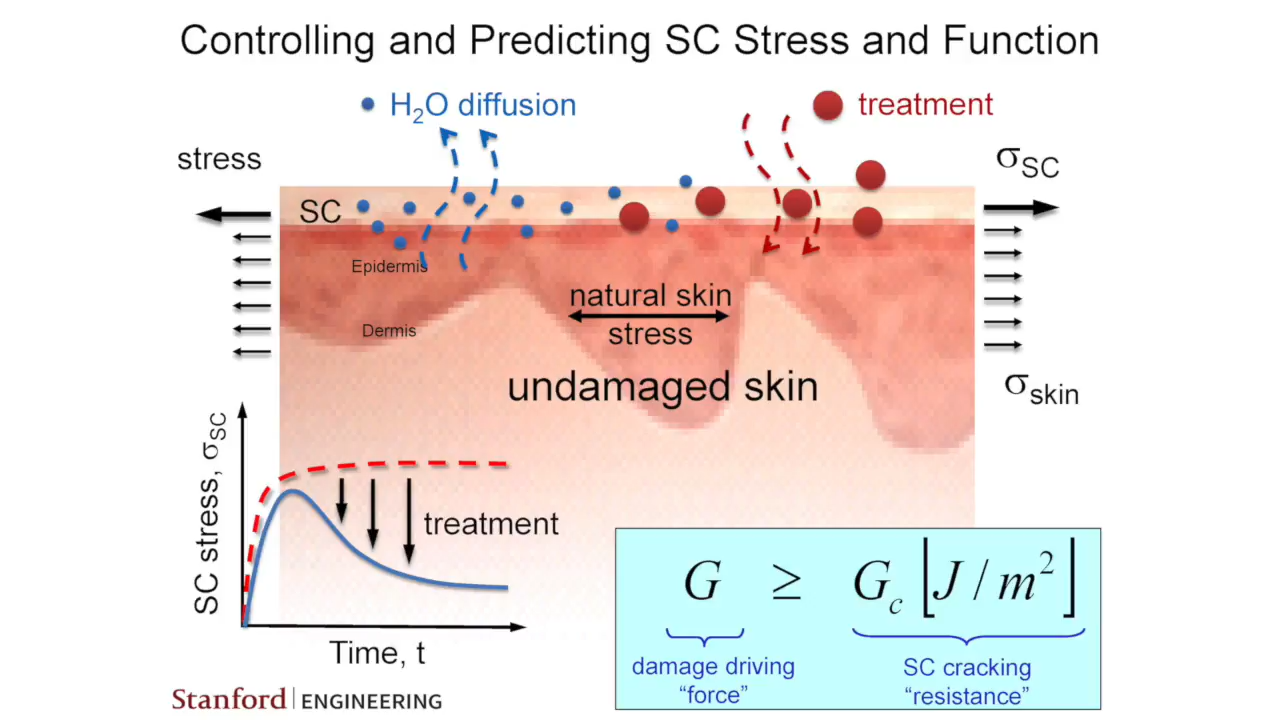 Controlling and Predicting SC Stress and Function
H₂O diffusion
treatment
stress
σSC
SC
Epidermis
natural skin
stress
Dermis
undamaged skin
σskin
SC stress, σSC
treatment
Time, t
G ≥ Gc ⌊J / m²⌋
damage driving
“force”
SC cracking
“resistance”
Stanford | ENGINEERING